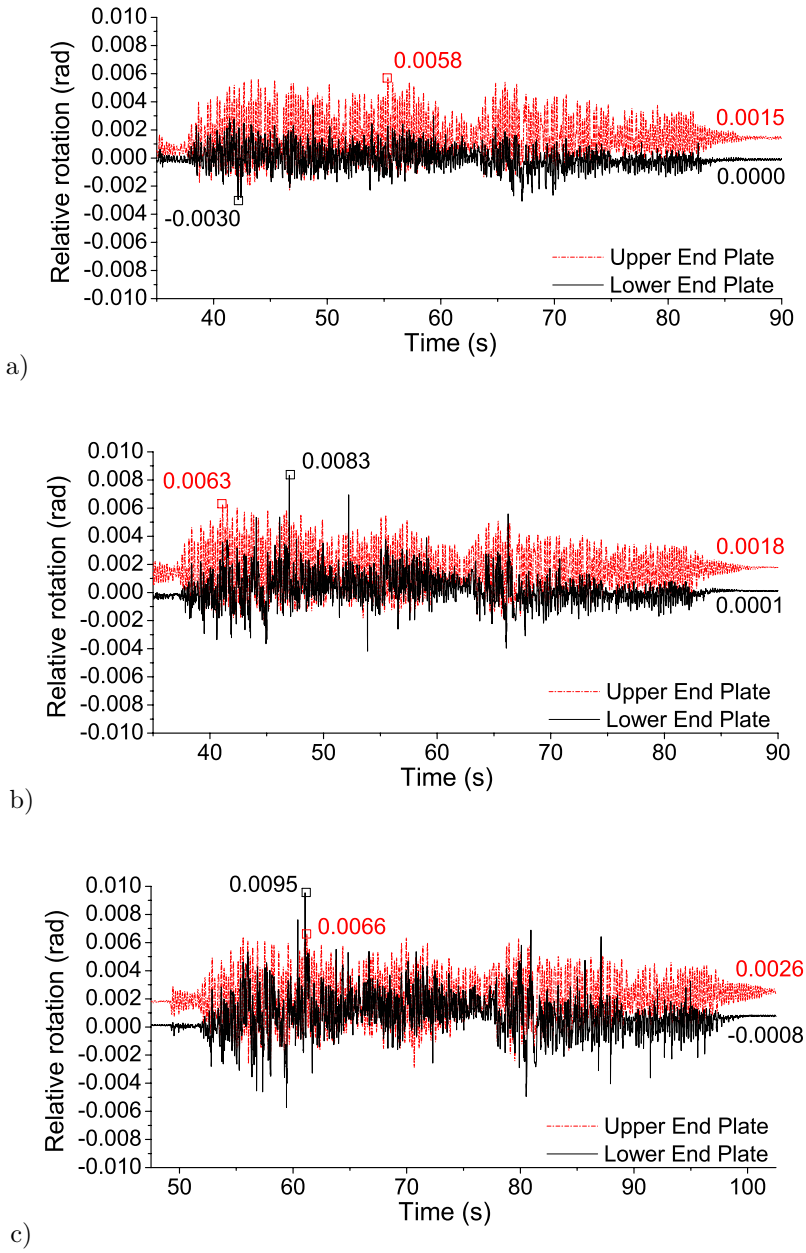 0.010
0.008
0.006
0.004
0.002
0.000
-0.002
-0.004
-0.006
-0.008
-0.010
Relative rotation (rad)
0.0058
0.0015
0.0000
-0.0030
Upper End Plate
Lower End Plate
40 50 60 70 80 90
Time (s)
a)
0.010
0.008
0.006
0.004
0.002
0.000
-0.002
-0.004
-0.006
-0.008
-0.010
Relative rotation (rad)
0.0063
0.0083
0.0018
0.0001
Upper End Plate
Lower End Plate
40 50 60 70 80 90
Time (s)
b)
0.010
0.008
0.006
0.004
0.002
0.000
-0.002
-0.004
-0.006
-0.008
-0.010
Relative rotation (rad)
0.0095
0.0066
0.0026
-0.0008
Upper End Plate
Lower End Plate
50 60 70 80 90 100
Time (s)
c)